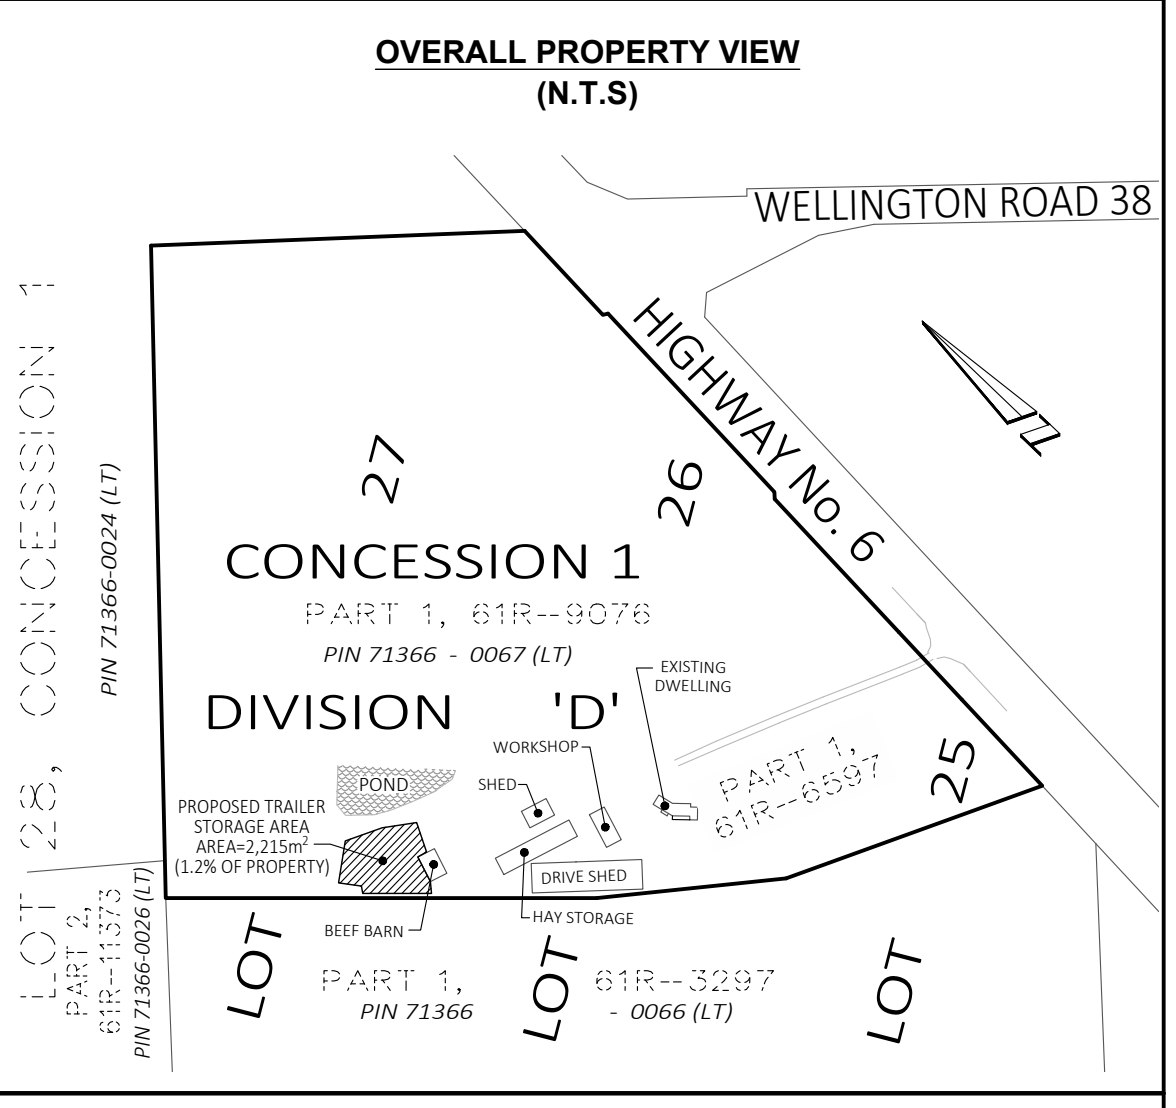 OVERALL PROPERTY VIEW
(N.T.S)
WELLINGTON ROAD 38
HIGHWAY No. 6
LOT 28, CONCESSION 1
PIN 71366-0024 (LT)
27
26
CONCESSION 1
PART 1, 61R--9076
PIN 71366 - 0067 (LT)
EXISTING
DWELLING
DIVISION 'D'
WORKSHOP
PART 1,
61R--6597
25
POND
SHED
PROPOSED TRAILER
STORAGE AREA
AREA=2,215m²
(1.2% OF PROPERTY)
DRIVE SHED
BEEF BARN
HAY STORAGE
PART 2,
61R--11373
PIN 71366-0026 (LT)
LOT
LOT
LOT
PART 1, 61R--3297
PIN 71366 - 0066 (LT)
Z